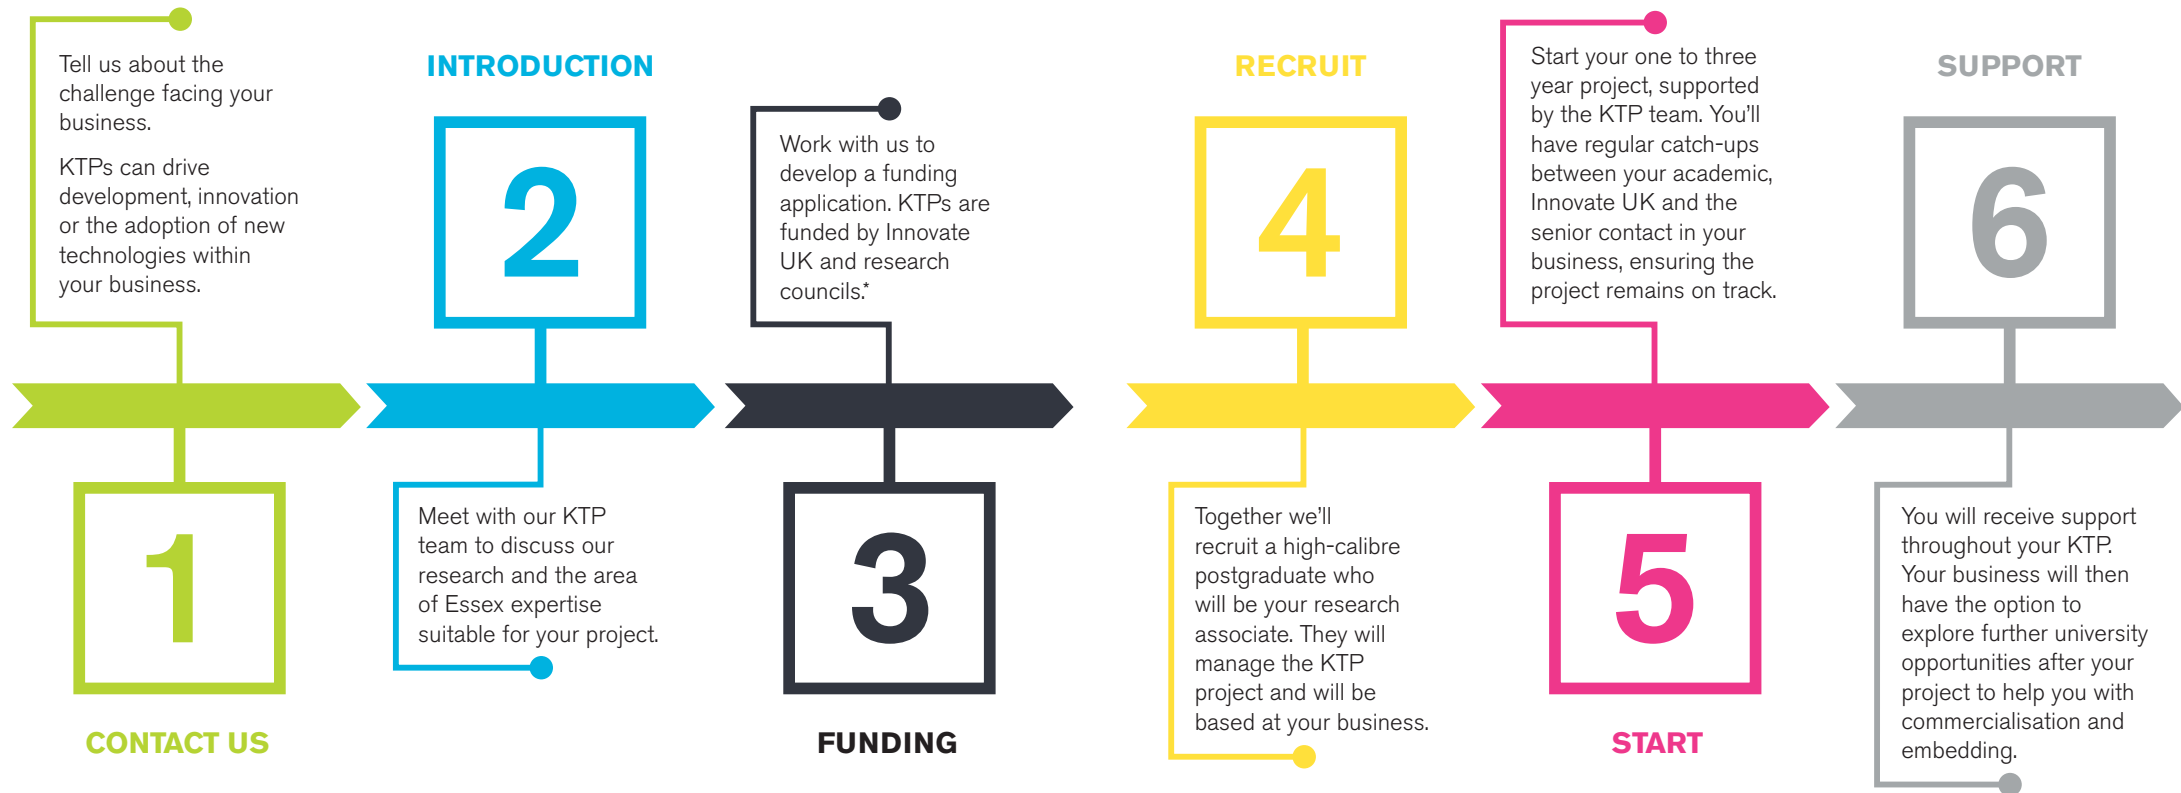 Tell us about the
challenge facing your
business.
KTPs can drive
development, innovation
or the adoption of new
technologies within
your business.
1
CONTACT US
INTRODUCTION
2
Meet with our KTP
team to discuss our
research and the area
of Essex expertise
suitable for your project.
Work with us to
develop a funding
application. KTPs are
funded by Innovate
UK and research
councils.*
3
FUNDING
RECRUIT
4
Together we'll
recruit a high-calibre
postgraduate who
will be your research
associate. They will
manage the KTP
project and will be
based at your business.
Start your one to three
year project, supported
by the KTP team. You'll
have regular catch-ups
between your academic,
Innovate UK and the
senior contact in your
business, ensuring the
project remains on track.
5
START
SUPPORT
6
You will receive support
throughout your KTP.
Your business will then
have the option to
explore further university
opportunities after your
project to help you with
commercialisation and
embedding.